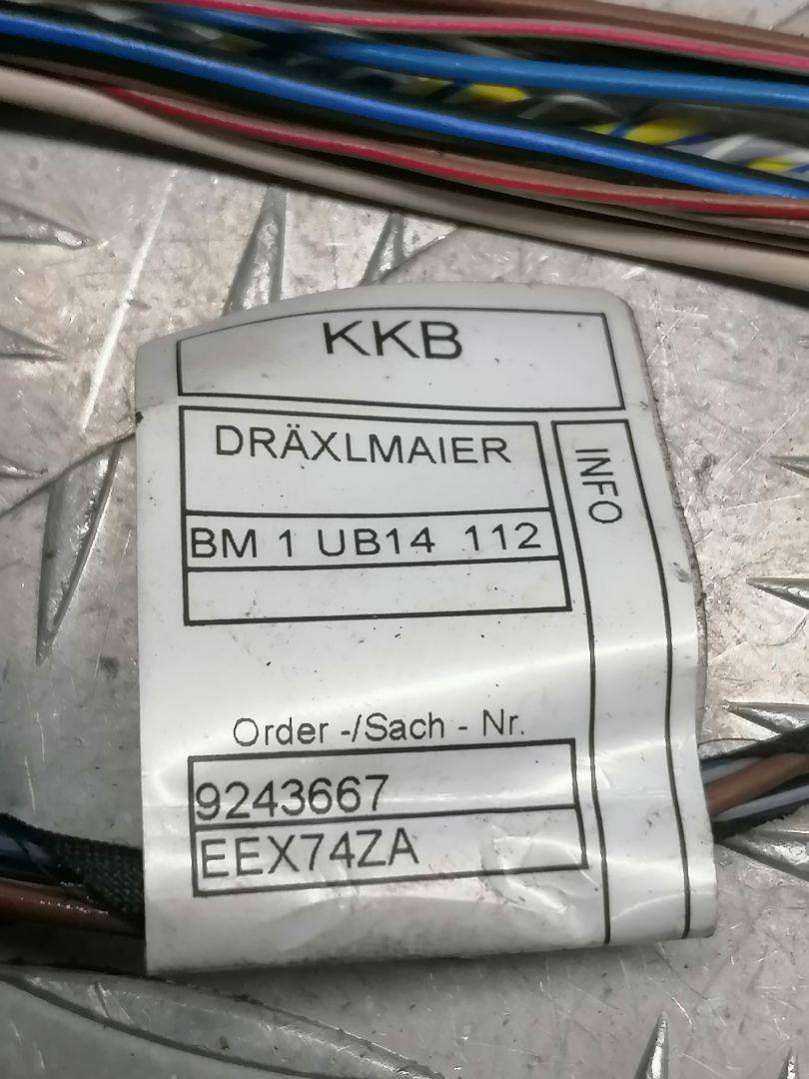 KKB
DRÄXLMAIER
INFO
BM 1 UB14 112
Order -/Sach - Nr.
9243667
EEX74ZA